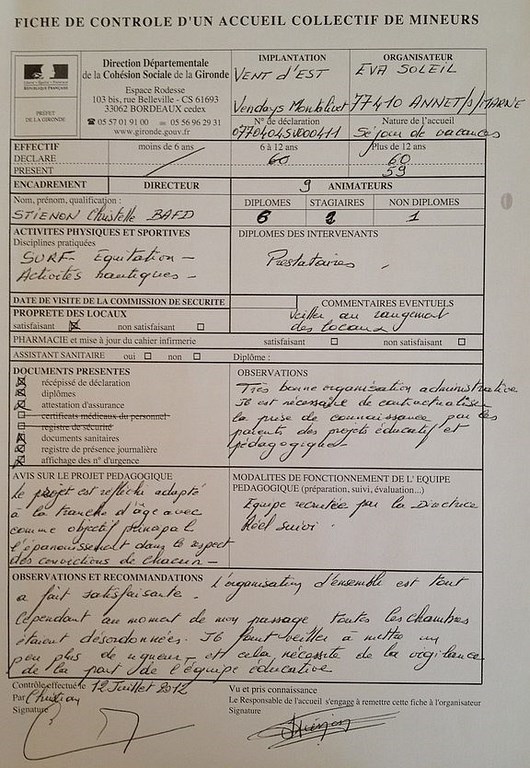 FICHE DE CONTROLE D'UN ACCUEIL COLLECTIF DE MINEURS
RÉPUBLIQUE FRANÇAISE
PREFET
DE LA GIRONDE
Direction Départementale
de la Cohésion Sociale de la Gironde
Espace Rodesse
103 bis, rue Belleville - CS 61693
33062 BORDEAUX cedex
☎ 05 57 01 91 00 - 05 56 96 29 31
www.gironde.gouv.fr
IMPLANTATION
VENT d'EST
Vendays Montalivet
N° de déclaration
ORGANISATEUR
EVA SOLEIL
77410 ANNET/s/MARNE
Nature de l'accueil
Séjour de vacances
EFFECTIF moins de 6 ans 6 à 12 ans Plus de 12 ans
DECLARE 60 60
PRESENT 59
ENCADREMENT DIRECTEUR 9 ANIMATEURS
Nom, prénom, qualification :
STIENON Christelle BAFD
DIPLOMES STAGIAIRES NON DIPLOMES
6 2 1
ACTIVITES PHYSIQUES ET SPORTIVES
Disciplines pratiquées
SURF - Equitation -
Activités nautiques -
DIPLOMES DES INTERVENANTS
Prestataires
DATE DE VISITE DE LA COMMISSION DE SECURITE
PROPRETE DES LOCAUX
satisfaisant ☒ non satisfaisant ☐
COMMENTAIRES EVENTUELS
Veiller au rangement
des locaux
PHARMACIE et mise à jour du cahier infirmerie satisfaisant ☐ non satisfaisant ☐
ASSISTANT SANITAIRE oui ☐ non ☐ Diplôme :
DOCUMENTS PRESENTES
☒ récépissé de déclaration
☒ diplômes
☒ attestation d'assurance
☐ certificats médicaux du personnel
☐ registre de sécurité
☒ documents sanitaires
☒ registre de présence journalière
☒ affichage des n° d'urgence
OBSERVATIONS
Très bonne organisation administrative
Il est nécessaire de contractualiser
la prise de connaissance par les
parents des projets éducatif et
pédagogique -
AVIS SUR LE PROJET PEDAGOGIQUE
Le projet est réfléchi adapté
à la tranche d'âge avec
comme objectif principal
l'épanouissement dans le respect
des convictions de chacun -
MODALITES DE FONCTIONNEMENT DE L' EQUIPE
PEDAGOGIQUE (préparation, suivi, évaluation...)
Equipe recrutée par la Directrice
Réel suivi .
OBSERVATIONS ET RECOMMANDATIONS L'organisation d'ensemble est tout
a fait satisfaisante .
Cependant au moment de mon passage toutes les chambres
étaient désordonnées. Il faut veiller à mettre un
peu plus de rigueur et cela nécessite de la vigilance
de la part de l'équipe éducative
Contrôle effectué le 12 Juillet 2012
Par Christian
Signature
Vu et pris connaissance
Le Responsable de l'accueil s'engage à remettre cette fiche à l'organisateur
Signature